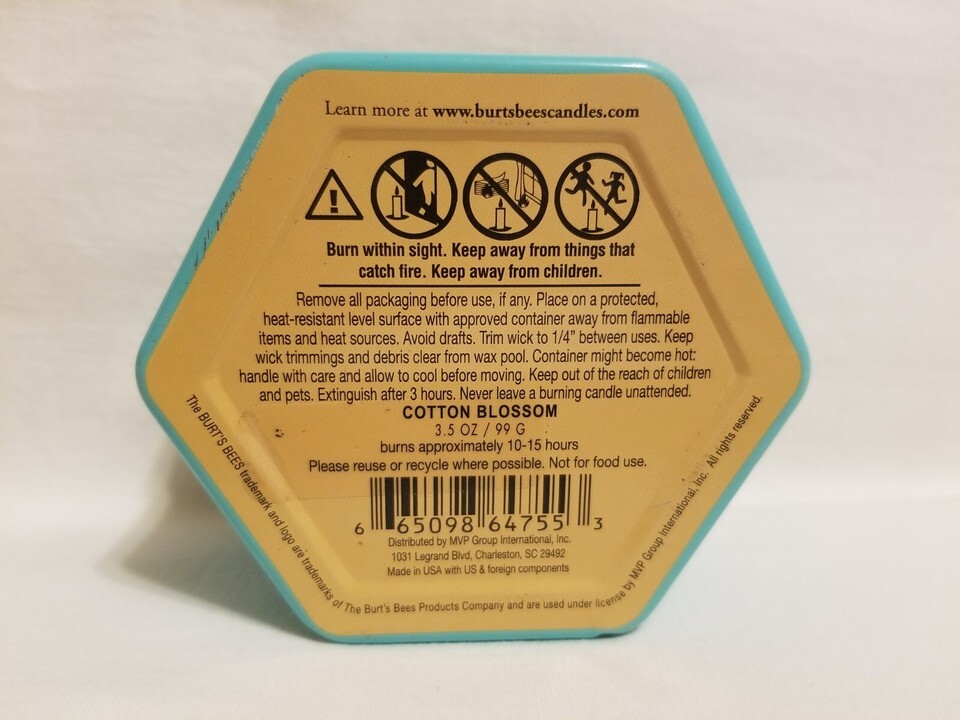 Learn more at www.burtsbeescandles.com
Burn within sight. Keep away from things that
catch fire. Keep away from children.
Remove all packaging before use, if any. Place on a protected,
heat-resistant level surface with approved container away from flammable
items and heat sources. Avoid drafts. Trim wick to 1/4" between uses. Keep
wick trimmings and debris clear from wax pool. Container might become hot:
handle with care and allow to cool before moving. Keep out of the reach of children
and pets. Extinguish after 3 hours. Never leave a burning candle unattended.
COTTON BLOSSOM
3.5 OZ / 99 G
burns approximately 10-15 hours
Please reuse or recycle where possible. Not for food use.
6 65098 64755 3
Distributed by MVP Group International, Inc.
1031 Legrand Blvd, Charleston, SC 29492
Made in USA with US & foreign components
The BURT'S BEES trademark and logo are trademarks of The Burt's Bees Products Company and are used under license by MVP Group International, Inc. All rights reserved.